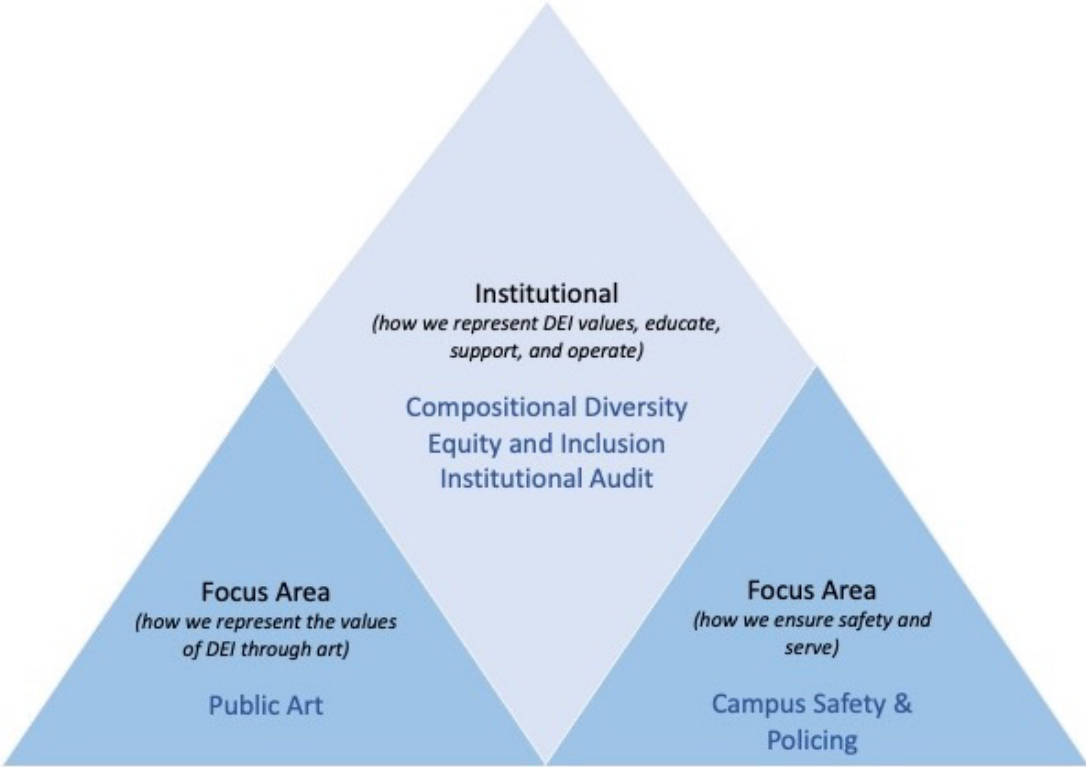 Institutional
(how we represent DEI values, educate,
support, and operate)
Compositional Diversity
Equity and Inclusion
Institutional Audit
Focus Area
(how we represent the values
of DEI through art)
Public Art
Focus Area
(how we ensure safety and
serve)
Campus Safety &
Policing